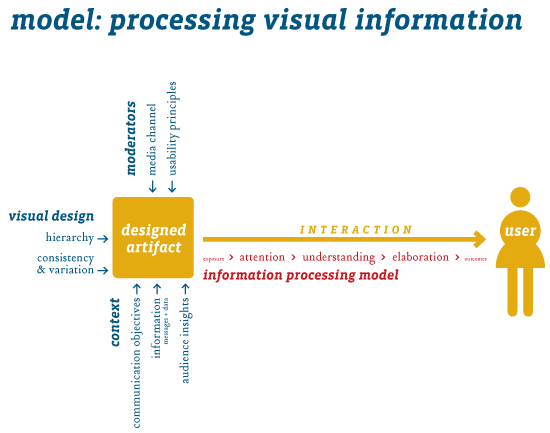 model: processing visual information
moderators
media channel
usability principles
visual design
hierarchy
consistency
& variation
designed
artifact
INTERACTION
user
exposure > attention > understanding > elaboration > outcomes
information processing model
context
communication objectives
information
messages + data
audience insights